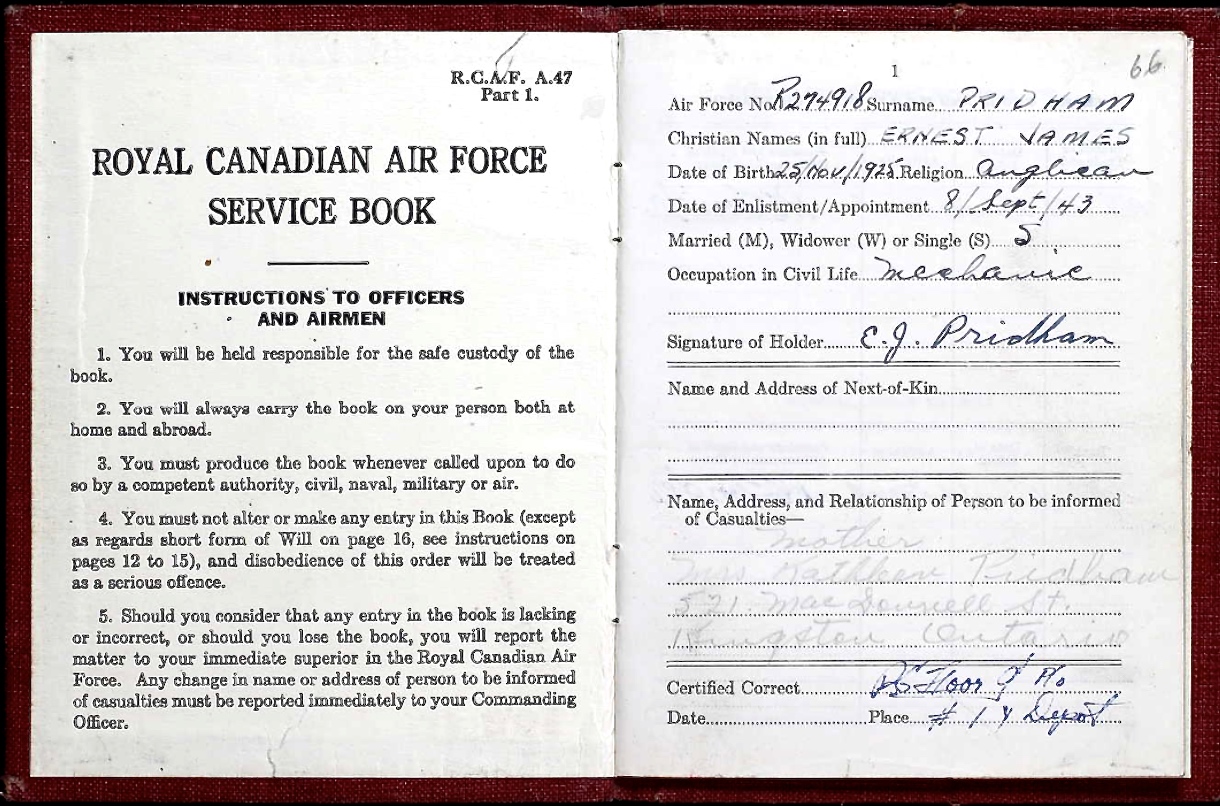 R.C.A.F. A.47
Part 1.
ROYAL CANADIAN AIR FORCE
SERVICE BOOK
INSTRUCTIONS TO OFFICERS
AND AIRMEN
1. You will be held responsible for the safe custody of the
book.
2. You will always carry the book on your person both at
home and abroad.
3. You must produce the book whenever called upon to do
so by a competent authority, civil, naval, military or air.
4. You must not alter or make any entry in this Book (except
as regards short form of Will on page 16, see instructions on
pages 12 to 15), and disobedience of this order will be treated
as a serious offence.
5. Should you consider that any entry in the book is lacking
or incorrect, or should you lose the book, you will report the
matter to your immediate superior in the Royal Canadian Air
Force. Any change in name or address of person to be informed
of casualties must be reported immediately to your Commanding
Officer.
66
1
Air Force No. R274918 Surname PRIDHAM
Christian Names (in full) ERNEST JAMES
Date of Birth 25/Nov/1925 Religion Anglican
Date of Enlistment/Appointment 8/Sept/43
Married (M), Widower (W) or Single (S) S
Occupation in Civil Life Mechanic
Signature of Holder E.J. Pridham
Name and Address of Next-of-Kin
Name, Address, and Relationship of Person to be informed
of Casualties—
Mother
Mrs Kathleen Pridham
521 MacDonnell St.
Kingston Ontario
Certified Correct
Date Place # 1 Y Depot